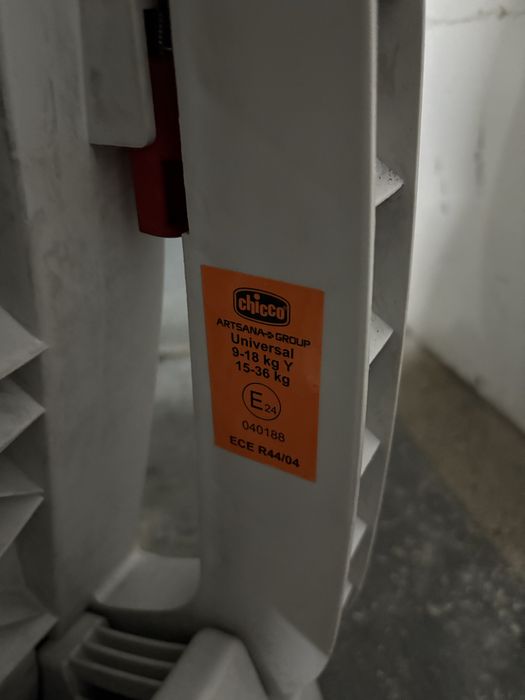 chicco
ARTSANA GROUP
Universal
9-18 kg Y
15-36 kg
E24
040188
ECE R44/04